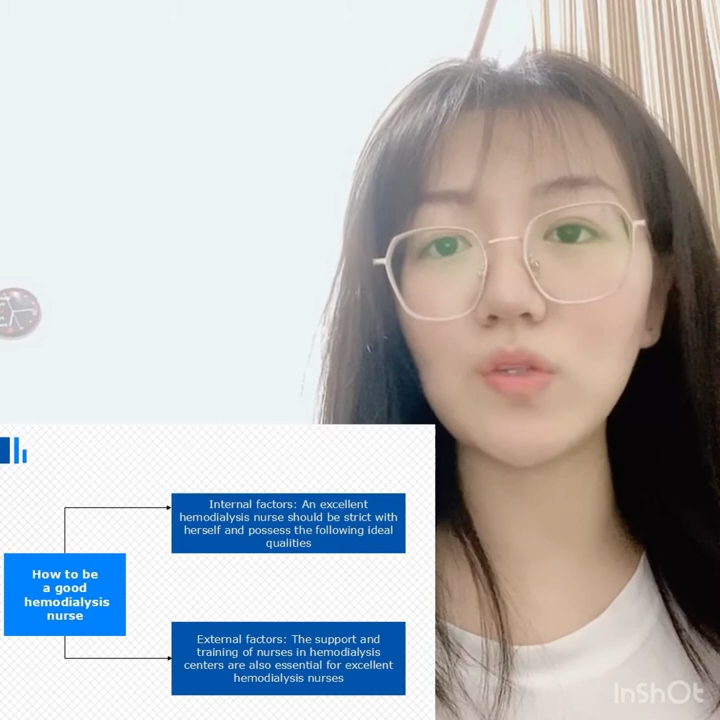 Internal factors: An excellent
hemodialysis nurse should be strict with
herself and possess the following ideal
qualities
How to be
a good
hemodialysis
nurse
External factors: The support and
training of nurses in hemodialysis
centers are also essential for excellent
hemodialysis nurses
InShOt